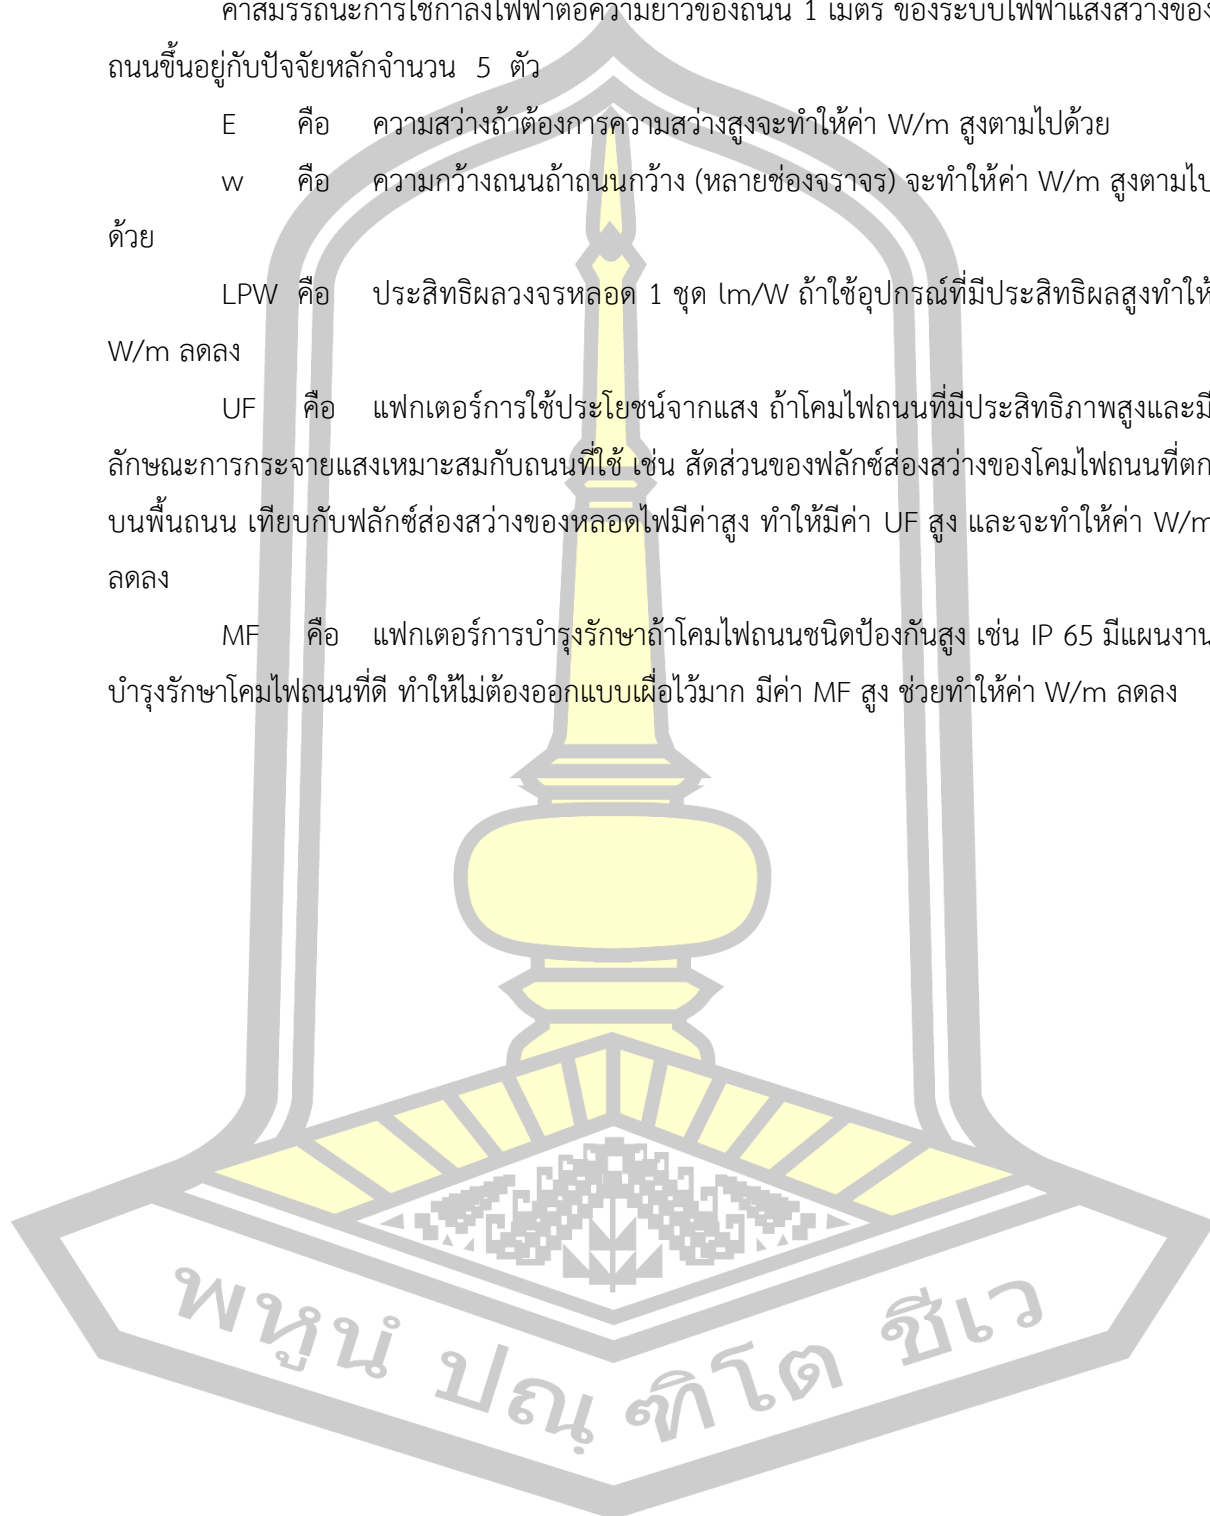 ค่าสมรรถนะการใช้กำลังไฟฟ้าต่อความยาวของถนน 1 เมตร ของระบบไฟฟ้าแสงสว่างของ
ถนนขึ้นอยู่กับปัจจัยหลักจำนวน 5 ตัว
E คือ ความสว่างถ้าต้องการความสว่างสูงจะทำให้ค่า W/m สูงตามไปด้วย
w คือ ความกว้างถนนถ้าถนนกว้าง (หลายช่องจราจร) จะทำให้ค่า W/m สูงตามไป
ด้วย
LPW คือ ประสิทธิผลวงจรหลอด 1 ชุด lm/W ถ้าใช้อุปกรณ์ที่มีประสิทธิผลสูงทำให้
W/m ลดลง
UF คือ แฟกเตอร์การใช้ประโยชน์จากแสง ถ้าโคมไฟถนนที่มีประสิทธิภาพสูงและมี
ลักษณะการกระจายแสงเหมาะสมกับถนนที่ใช้ เช่น สัดส่วนของฟลักซ์ส่องสว่างของโคมไฟถนนที่ตก
บนพื้นถนน เทียบกับฟลักซ์ส่องสว่างของหลอดไฟมีค่าสูง ทำให้มีค่า UF สูง และจะทำให้ค่า W/m
ลดลง
MF คือ แฟกเตอร์การบำรุงรักษาถ้าโคมไฟถนนชนิดป้องกันสูง เช่น IP 65 มีแผนงาน
บำรุงรักษาโคมไฟถนนที่ดี ทำให้ไม่ต้องออกแบบเผื่อไว้มาก มีค่า MF สูง ช่วยทำให้ค่า W/m ลดลง
พหูนํ ปณฺฑิโต ชีเว